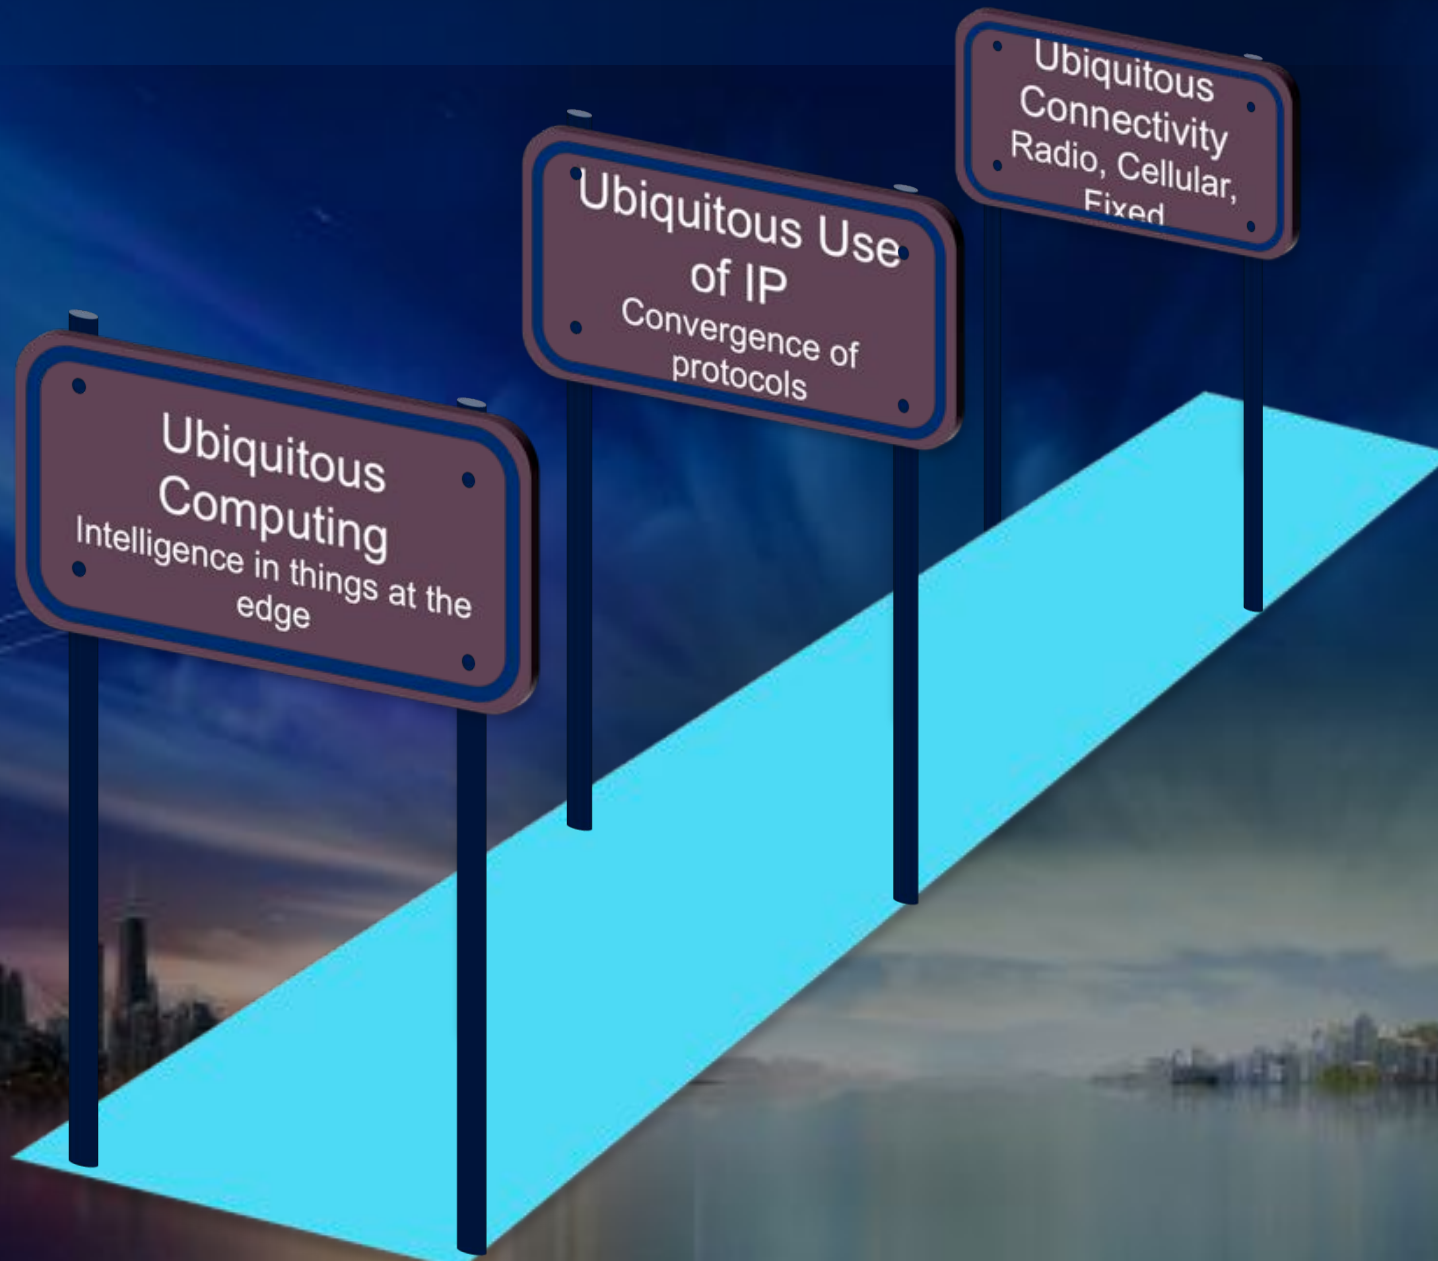 Ubiquitous
Computing
Intelligence in things at the
edge
Ubiquitous Use
of IP
Convergence of
protocols
Ubiquitous
Connectivity
Radio, Cellular,
Fixed